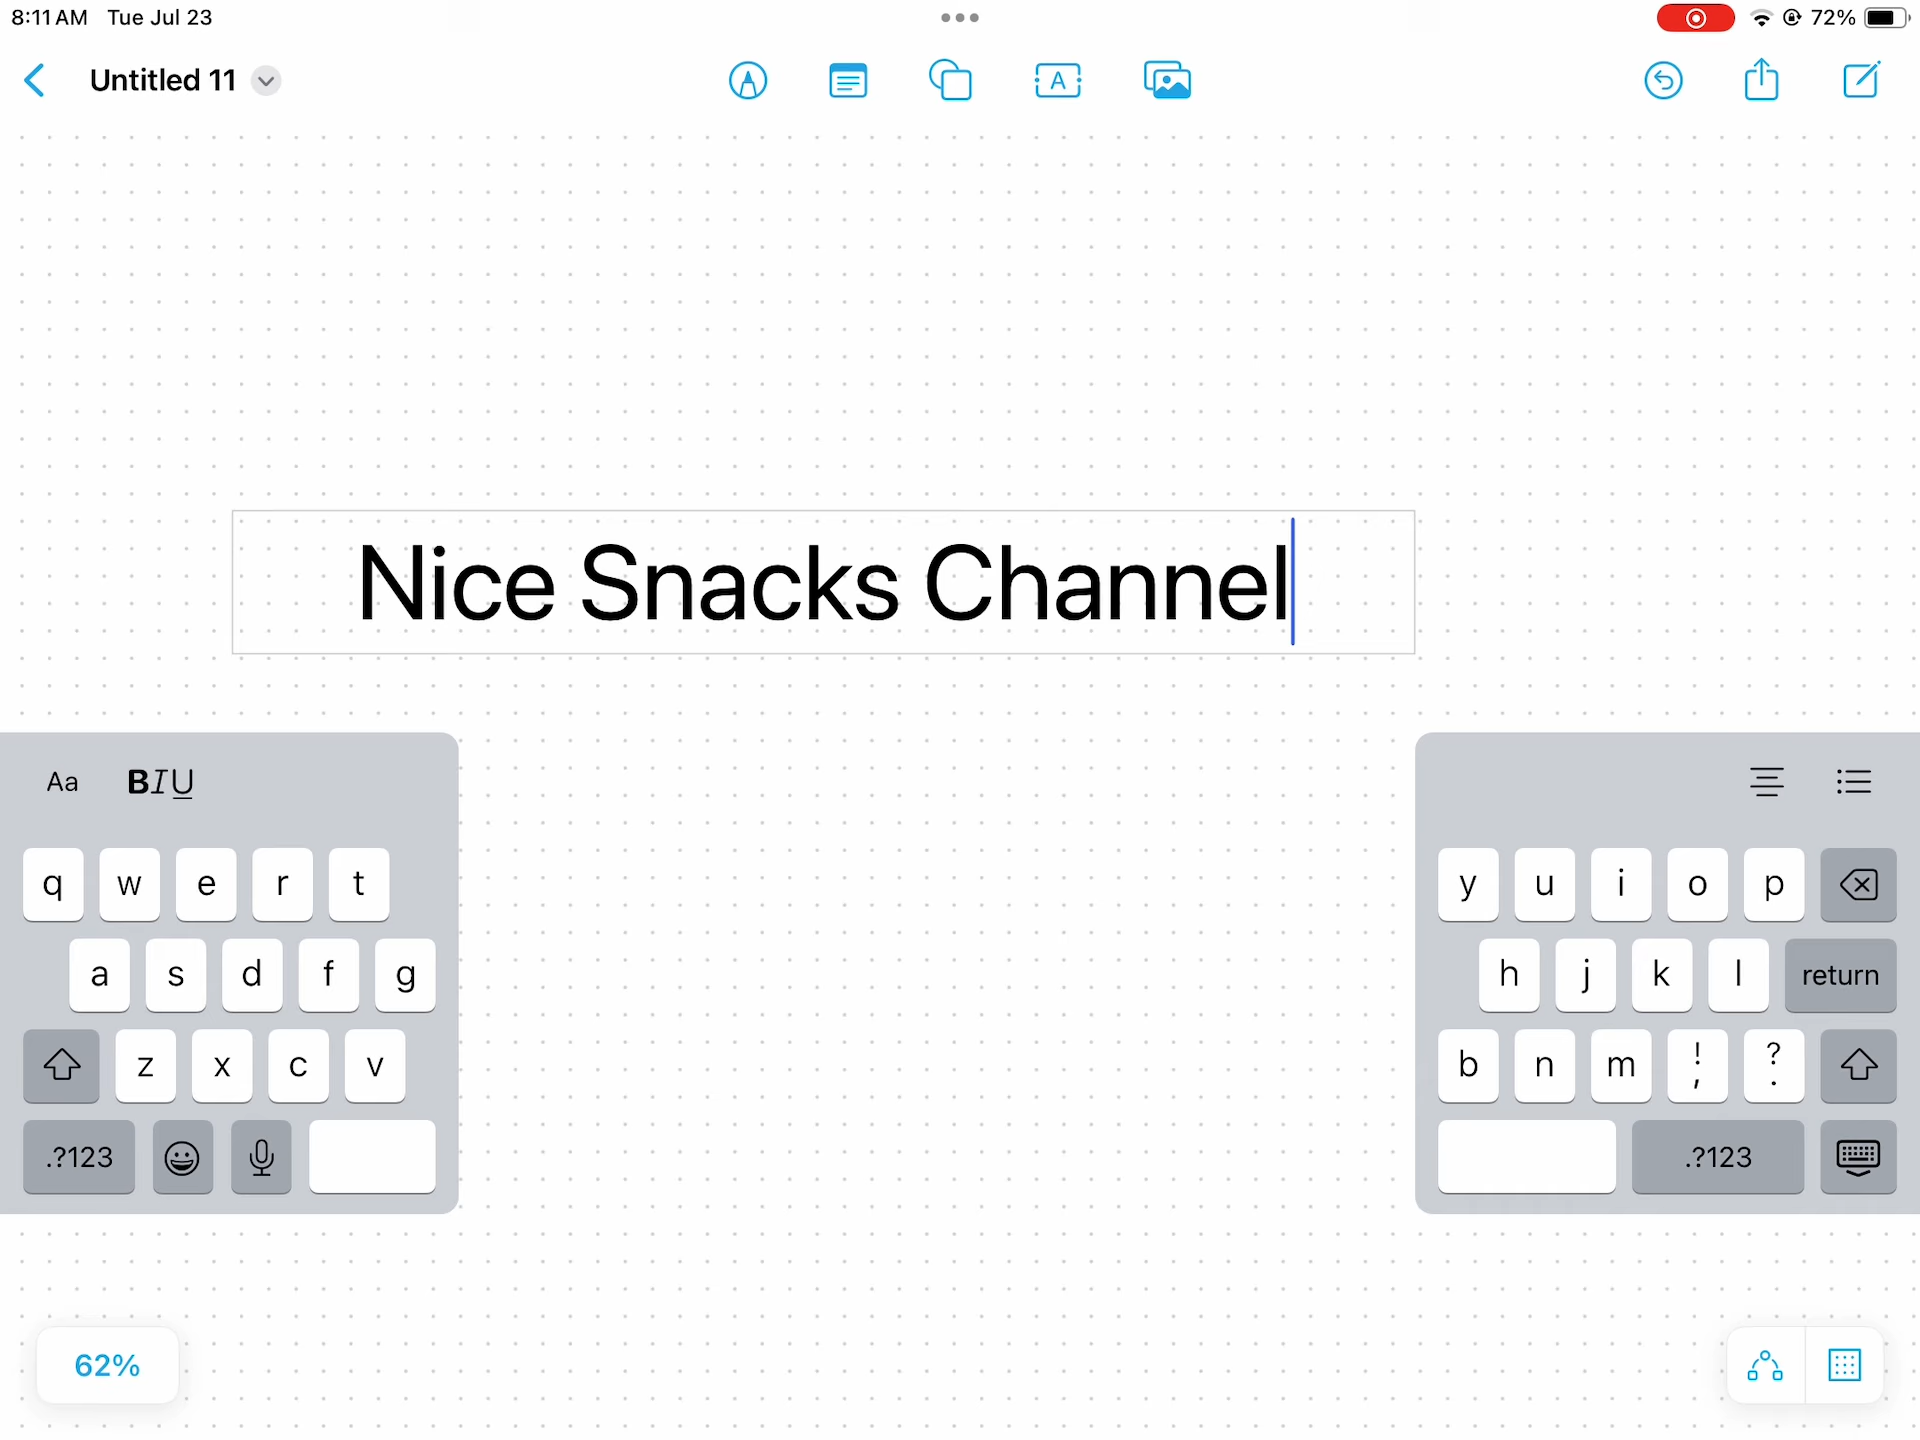 8:11 AM Tue Jul 23
72%
Untitled 11
A
Nice Snacks Channel
Aa BIU
q w e r t
y u i o p
a s d f g
h j k l return
z x c v
b n m ! , ? .
.?123
.?123
62%